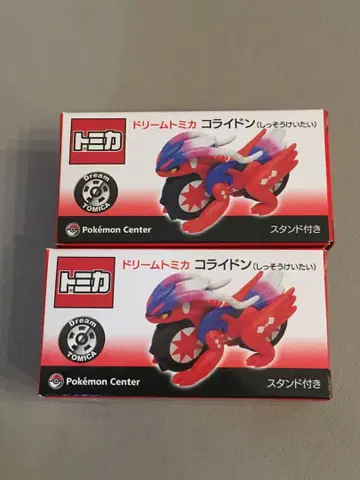 トミカ
ドリームトミカ コライドン(しっそうけいたい)
Dream
TOMICA
Pokémon Center
スタンド付き
トミカ
ドリームトミカ コライドン(しっそうけいたい)
Dream
TOMICA
Pokémon Center
スタンド付き